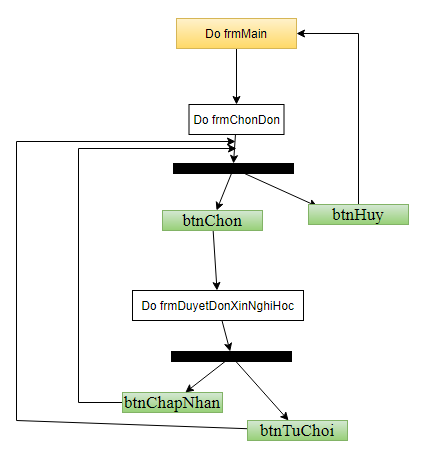 Do frmMain
Do frmChonDon
btnChon
btnHuy
Do frmDuyetDonXinNghiHoc
btnChapNhan
btnTuChoi